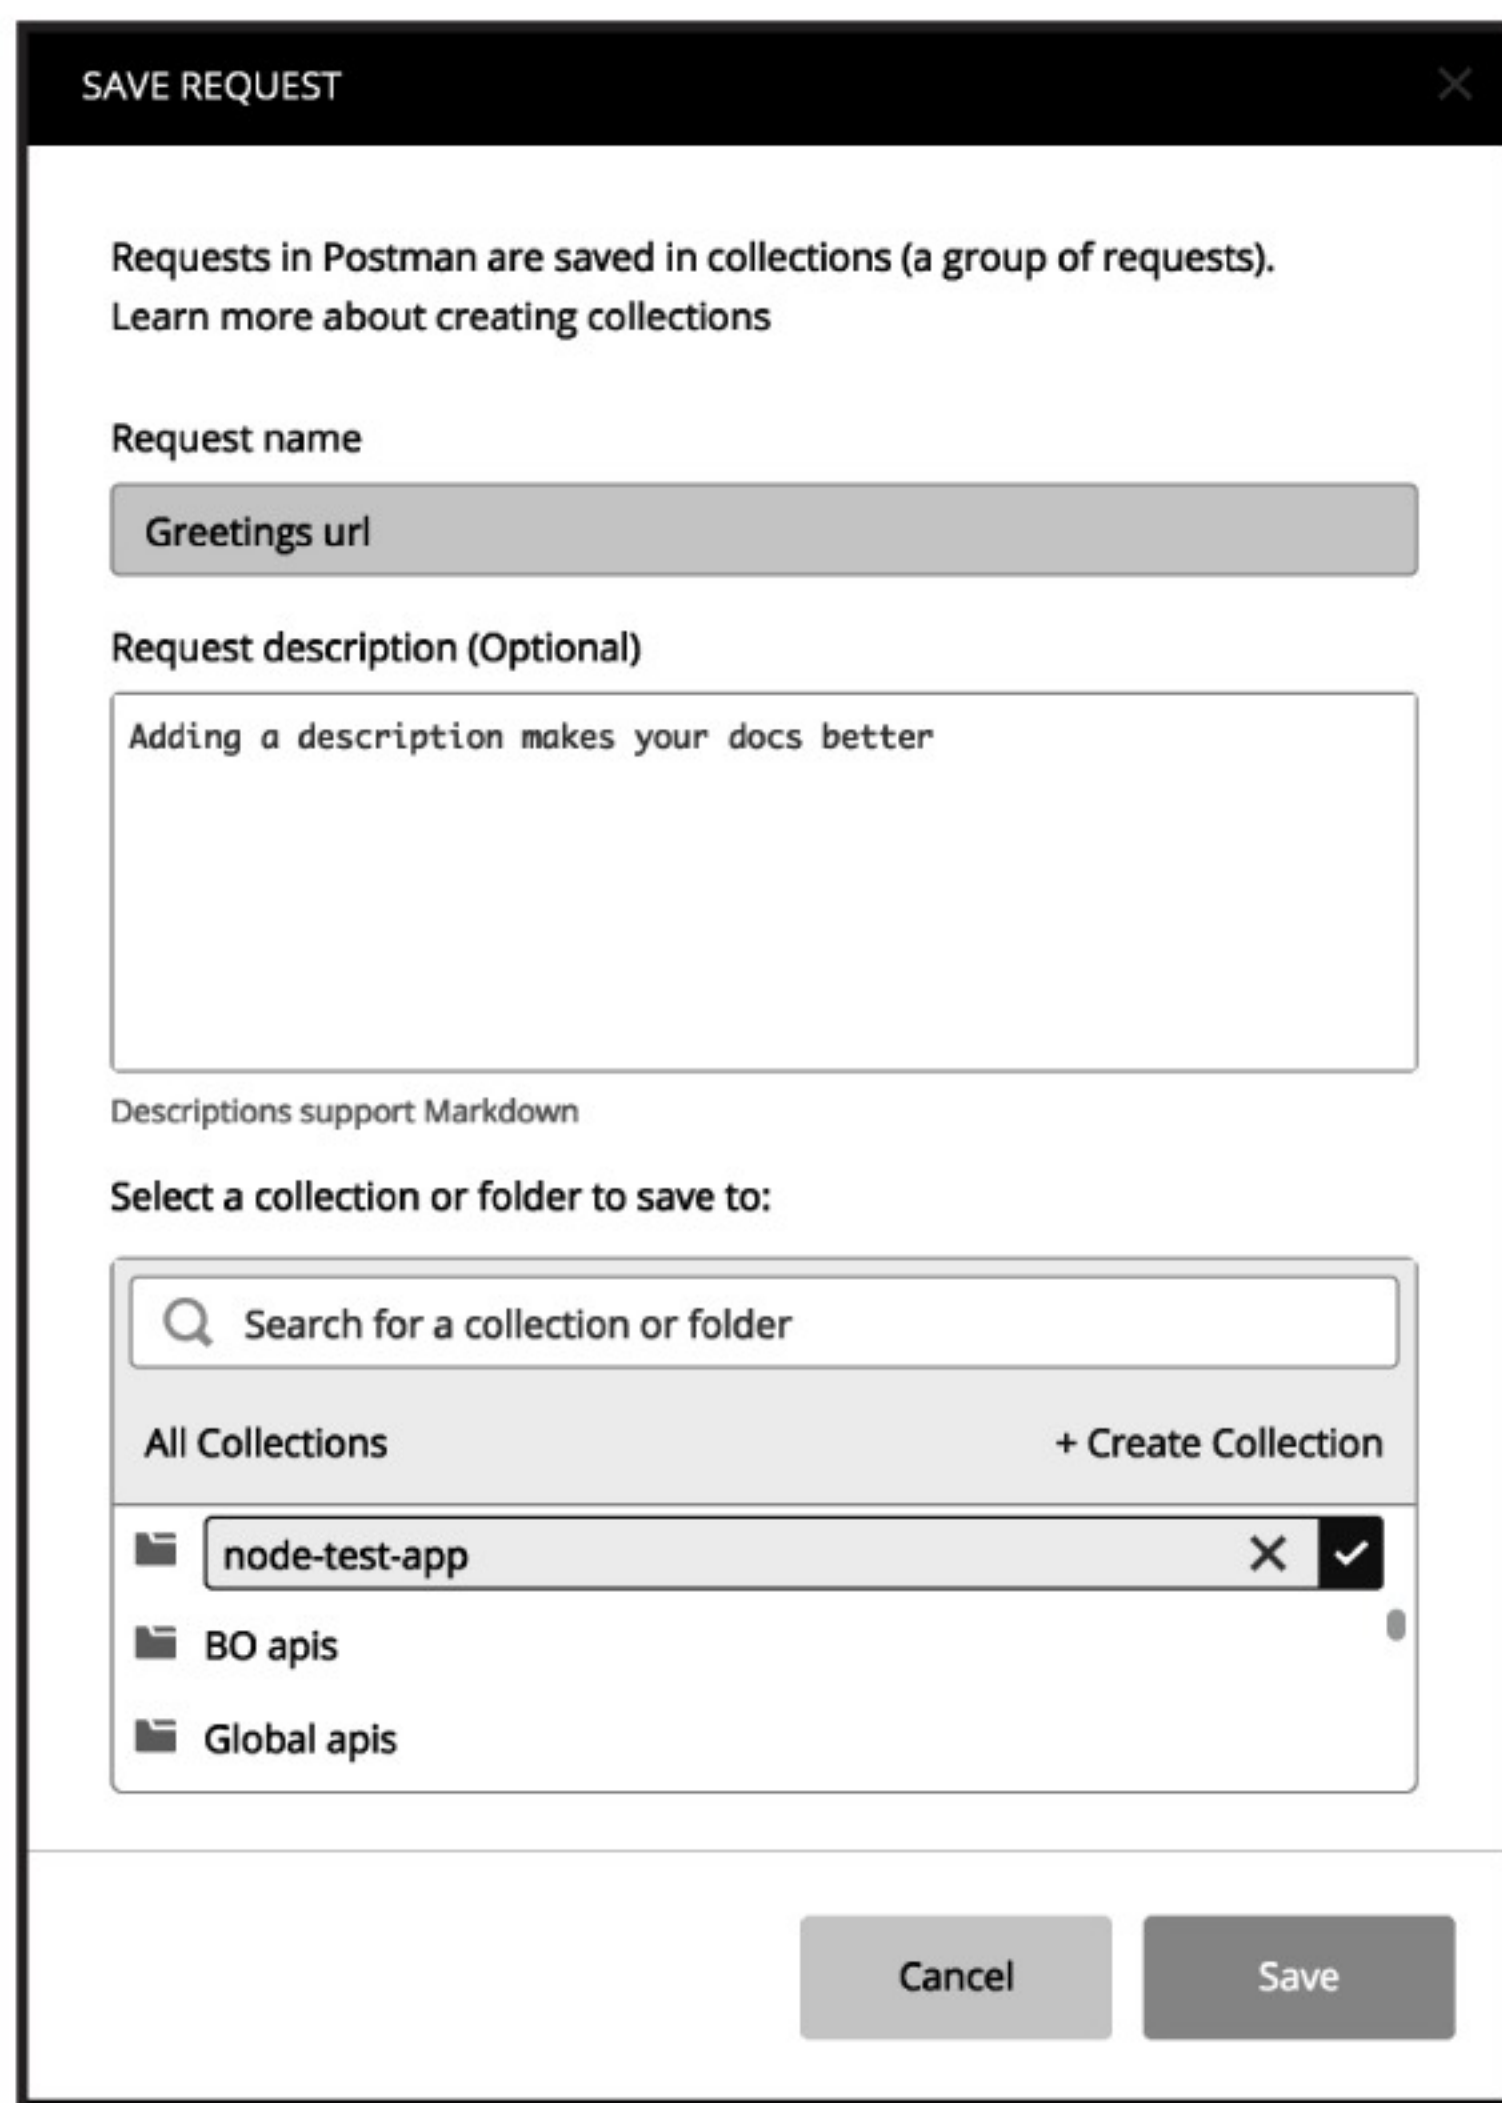 SAVE REQUEST
Requests in Postman are saved in collections (a group of requests).
Learn more about creating collections
Request name
Greetings url
Request description (Optional)
Adding a description makes your docs better
Descriptions support Markdown
Select a collection or folder to save to:
Search for a collection or folder
All Collections + Create Collection
node-test-app
BO apis
Global apis
Cancel Save